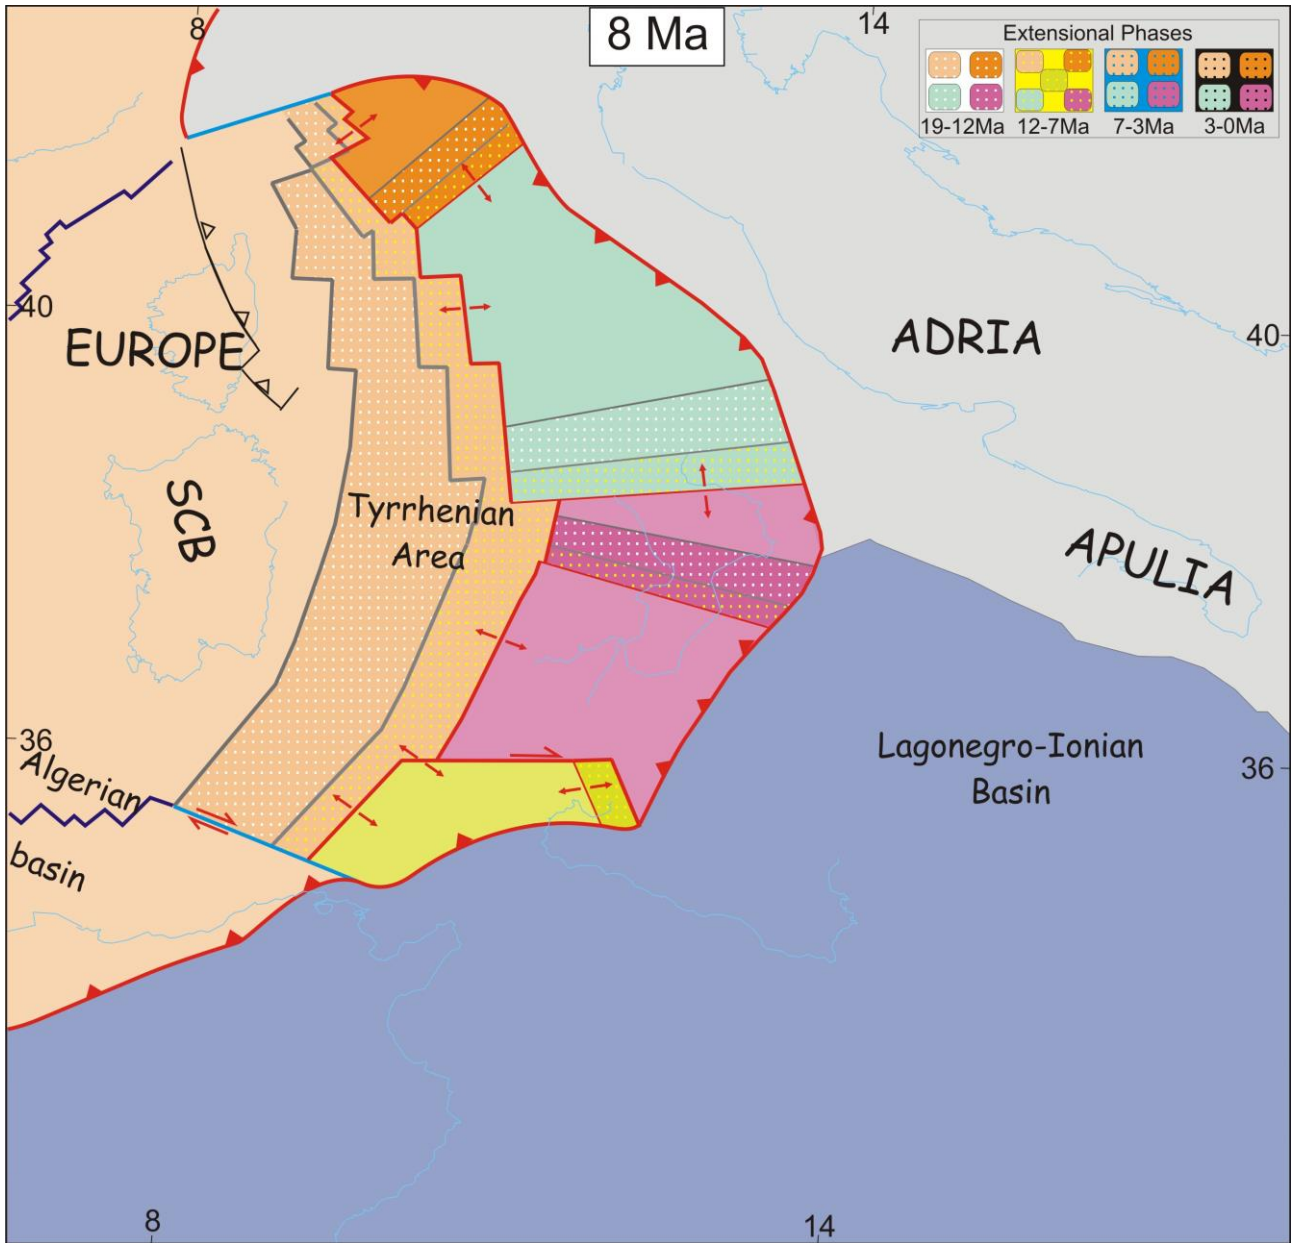 8
8 Ma
14
Extensional Phases
19-12Ma
12-7Ma
7-3Ma
3-0Ma
40
EUROPE
ADRIA
40
SCB
Tyrrhenian
Area
APULIA
36
Algerian
basin
Lagonegro-Ionian
Basin
36
8
14